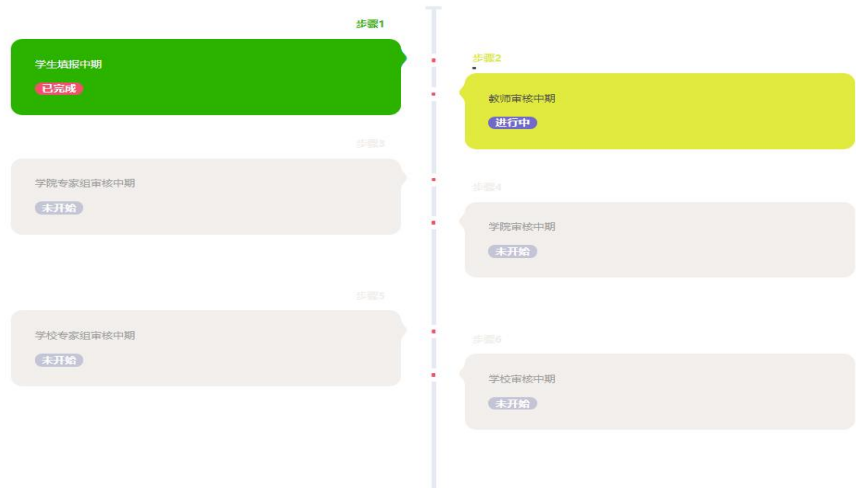 步骤1
学生填报中期
已完成
步骤2
教师审核中期
进行中
步骤3
学院专家组审核中期
未开始
步骤4
学院审核中期
未开始
步骤5
学校专家组审核中期
未开始
步骤6
学校审核中期
未开始